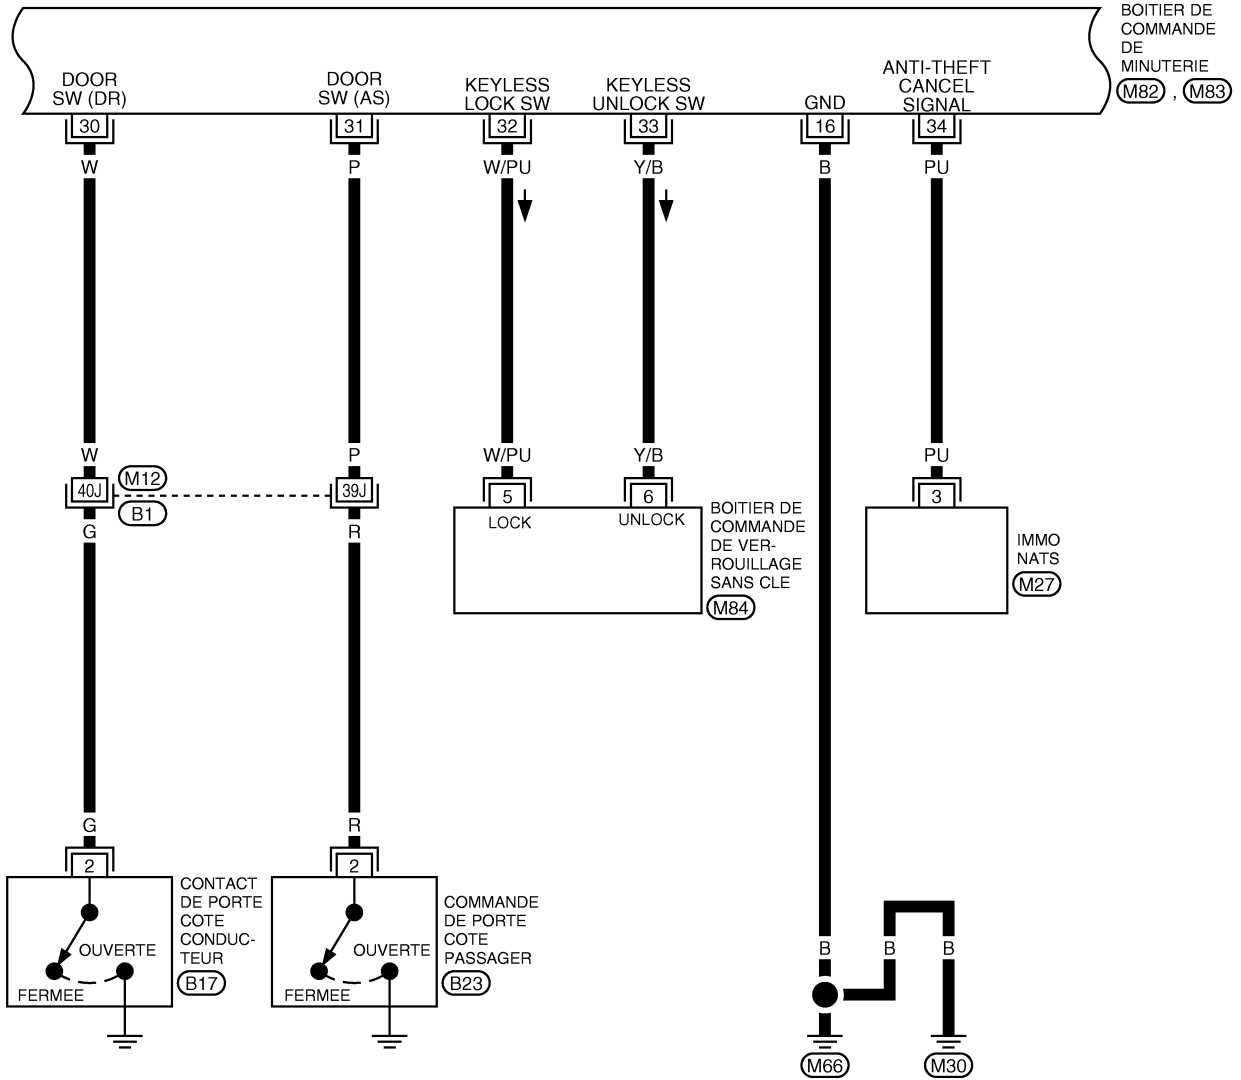 BOITIER DE
COMMANDE
DE
MINUTERIE
M82 , M83
DOOR
SW (DR)
DOOR
SW (AS)
KEYLESS
LOCK SW
KEYLESS
UNLOCK SW
GND
ANTI-THEFT
CANCEL
SIGNAL
30
31
32
33
16
34
W
P
W/PU
Y/B
B
PU
W
P
W/PU
Y/B
PU
40J
M12
B1
39J
5
6
3
LOCK
UNLOCK
BOITIER DE
COMMANDE
DE VER-
ROUILLAGE
SANS CLE
M84
IMMO
NATS
M27
G
R
G
R
2
2
CONTACT
DE PORTE
COTE
CONDUC-
TEUR
B17
OUVERTE
FERMEE
COMMANDE
DE PORTE
COTE
PASSAGER
B23
OUVERTE
FERMEE
B
B
B
M66
M30